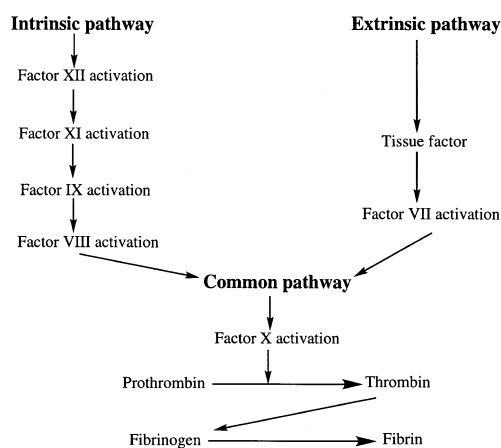 Intrinsic pathway
Extrinsic pathway
Factor XII activation
Factor XI activation
Tissue factor
Factor IX activation
Factor VII activation
Factor VIII activation
Common pathway
Factor X activation
Prothrombin
Thrombin
Fibrinogen
Fibrin